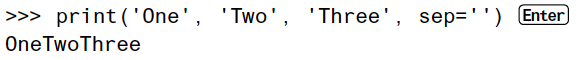 >>> print('One', 'Two', 'Three', sep='') Enter
OneTwoThree